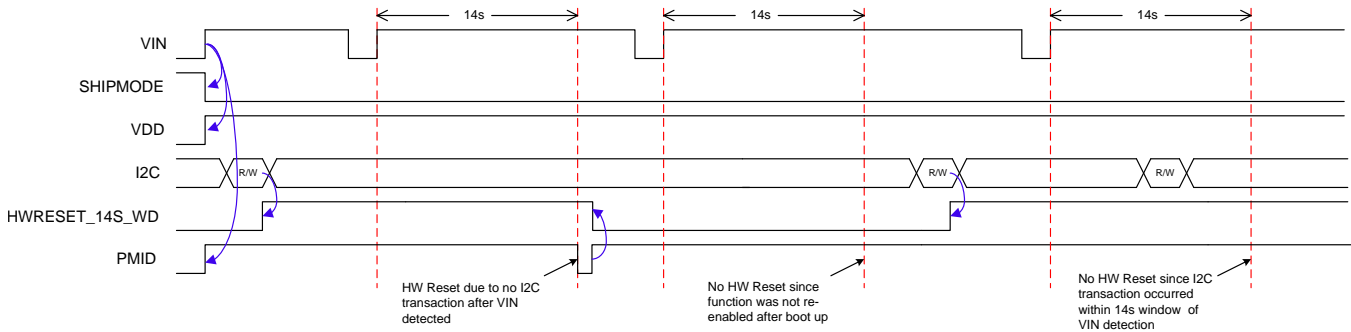 14s
14s
14s
VIN
SHIPMODE
VDD
I2C
R/W
R/W
R/W
HWRESET_14S_WD
PMID
HW Reset due to no I2C
transaction after VIN
detected
No HW Reset since
function was not re-
enabled after boot up
No HW Reset since I2C
transaction occurred
within 14s window of
VIN detection